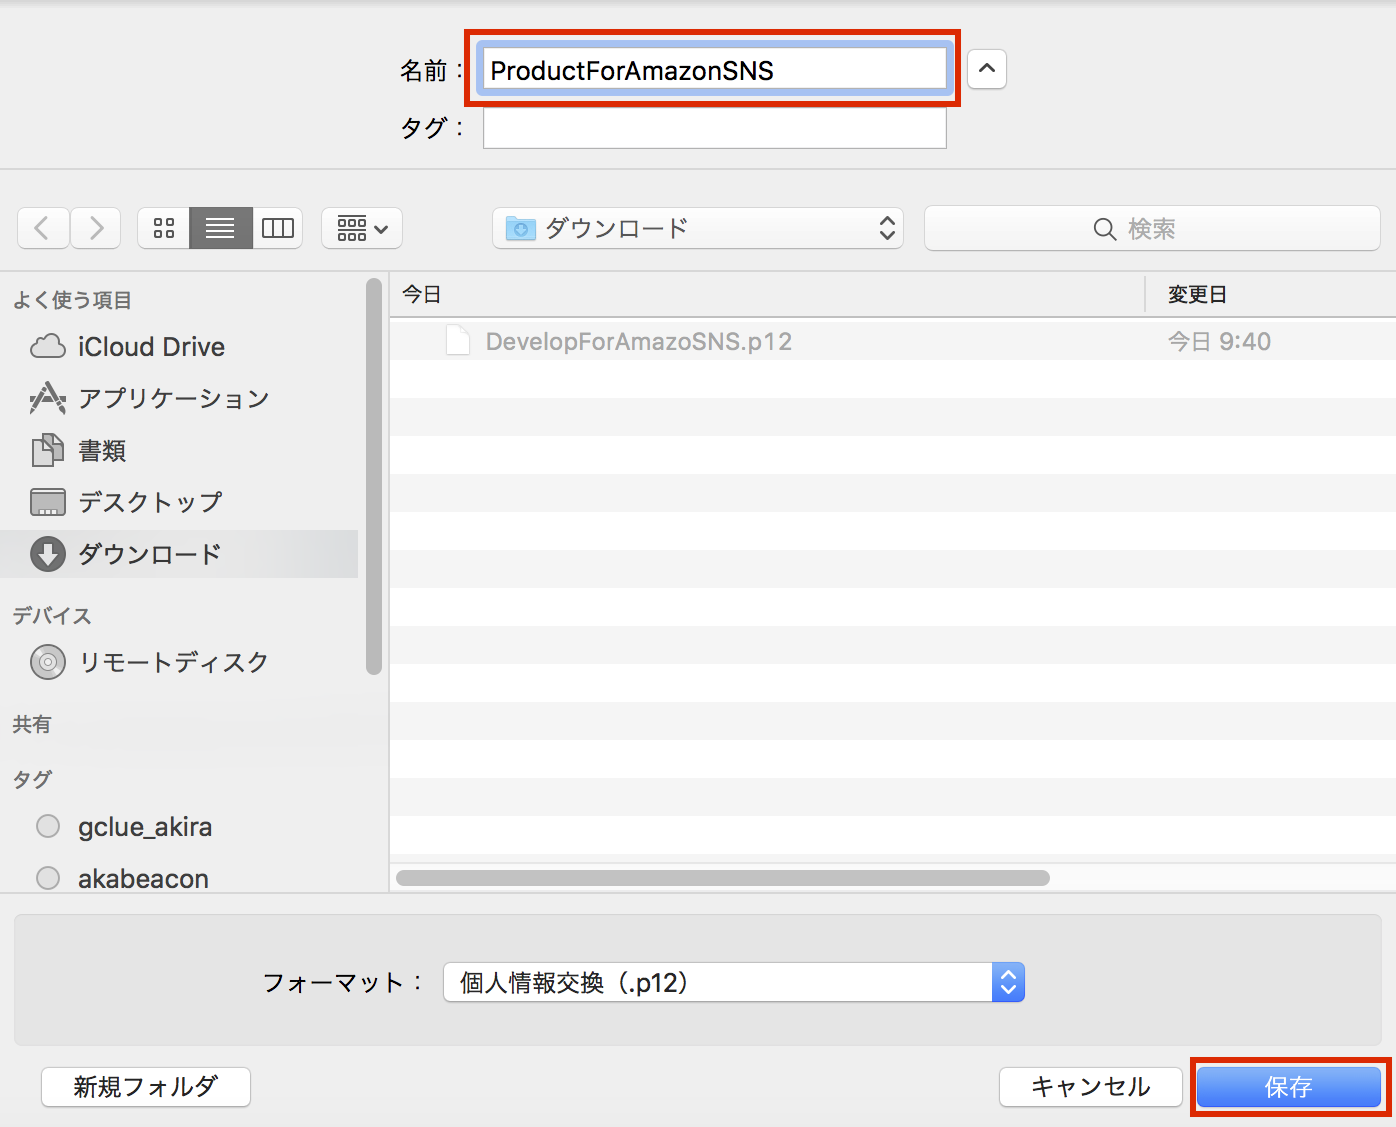 名前：
ProductForAmazonSNS
タグ：
ダウンロード
検索
よく使う項目
iCloud Drive
アプリケーション
書類
デスクトップ
ダウンロード
デバイス
リモートディスク
共有
タグ
gclue_akira
akabeacon
今日
変更日
DevelopForAmazoSNS.p12
今日 9:40
フォーマット：
個人情報交換（.p12）
新規フォルダ
キャンセル
保存